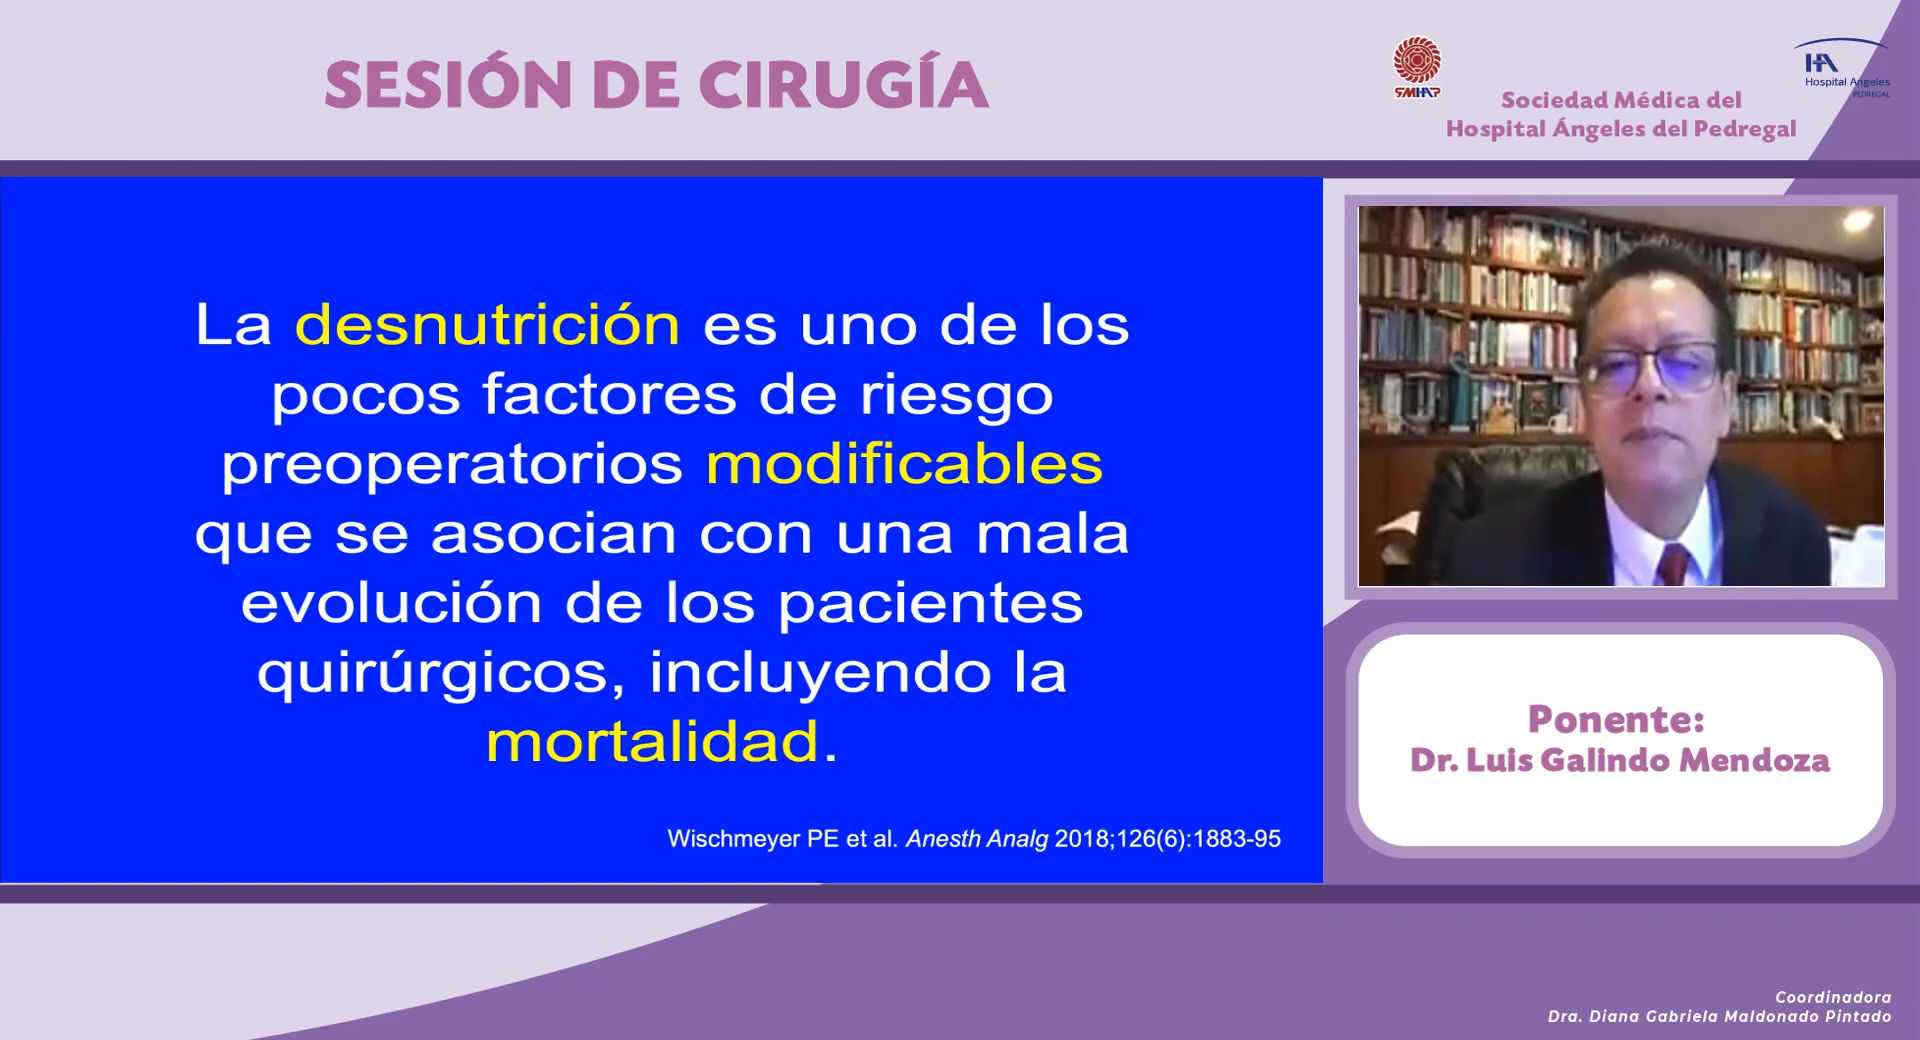 SESIÓN DE CIRUGÍA
SMHAP
Sociedad Médica del
Hospital Ángeles del Pedregal
HA
Hospital Angeles
PEDREGAL
La desnutrición es uno de los
pocos factores de riesgo
preoperatorios modificables
que se asocian con una mala
evolución de los pacientes
quirúrgicos, incluyendo la
mortalidad.
Wischmeyer PE et al. Anesth Analg 2018;126(6):1883-95
Ponente:
Dr. Luis Galindo Mendoza
Coordinadora
Dra. Diana Gabriela Maldonado Pintado